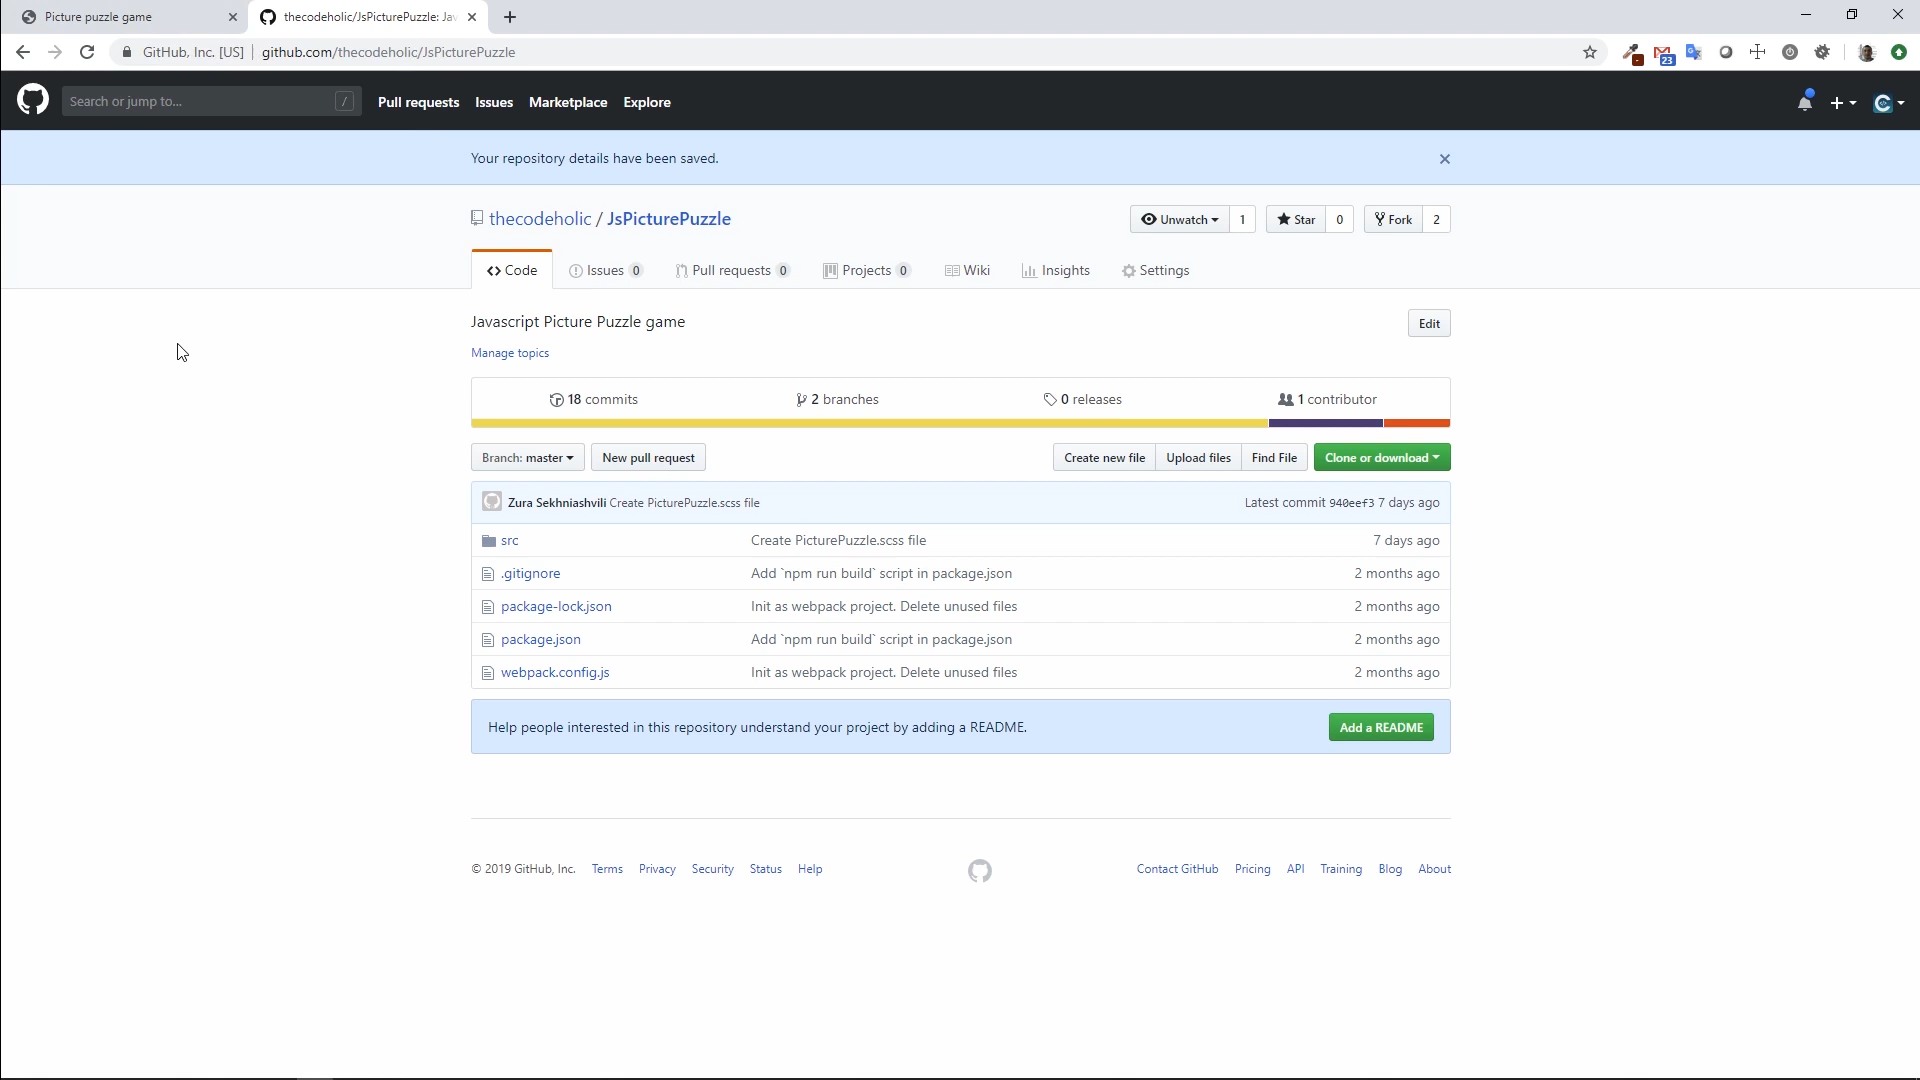 Picture puzzle game
thecodeholic/JsPicturePuzzle: Jav
GitHub, Inc. [US] github.com/thecodeholic/JsPicturePuzzle
23
Search or jump to... / Pull requests Issues Marketplace Explore
Your repository details have been saved.
thecodeholic / JsPicturePuzzle Unwatch 1 Star 0 Fork 2
Code Issues 0 Pull requests 0 Projects 0 Wiki Insights Settings
Javascript Picture Puzzle game Edit
Manage topics
18 commits 2 branches 0 releases 1 contributor
Branch: master New pull request Create new file Upload files Find File Clone or download
Zura Sekhniashvili Create PicturePuzzle.scss file Latest commit 940eef3 7 days ago
src Create PicturePuzzle.scss file 7 days ago
.gitignore Add `npm run build` script in package.json 2 months ago
package-lock.json Init as webpack project. Delete unused files 2 months ago
package.json Add `npm run build` script in package.json 2 months ago
webpack.config.js Init as webpack project. Delete unused files 2 months ago
Help people interested in this repository understand your project by adding a README. Add a README
© 2019 GitHub, Inc. Terms Privacy Security Status Help Contact GitHub Pricing API Training Blog About